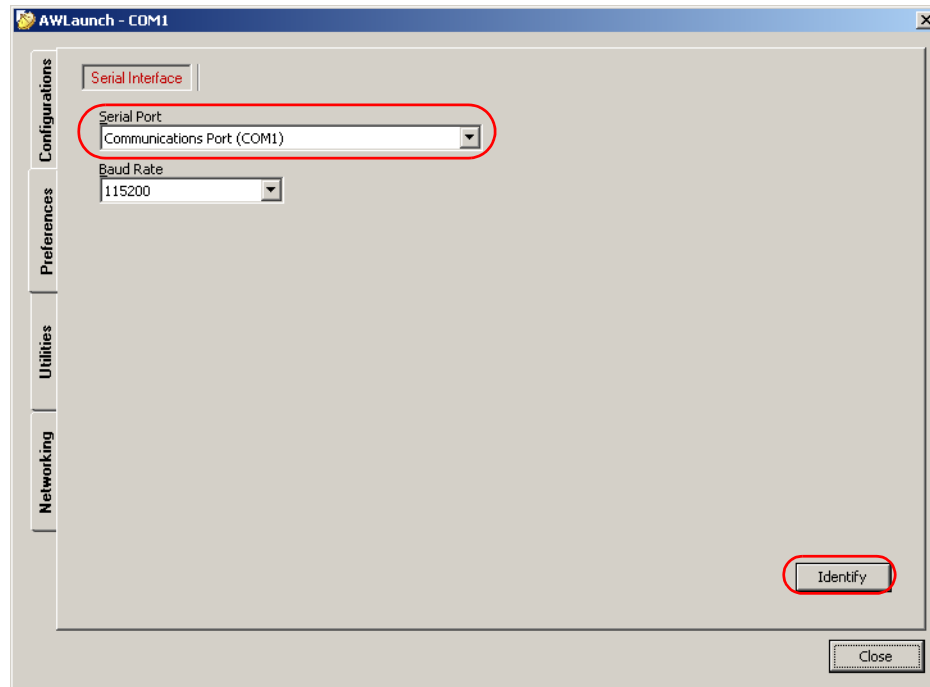 AWLaunch - COM1
Configurations
Preferences
Utilities
Networking
Serial Interface
Serial Port
Communications Port (COM1)
Baud Rate
115200
Identify
Close